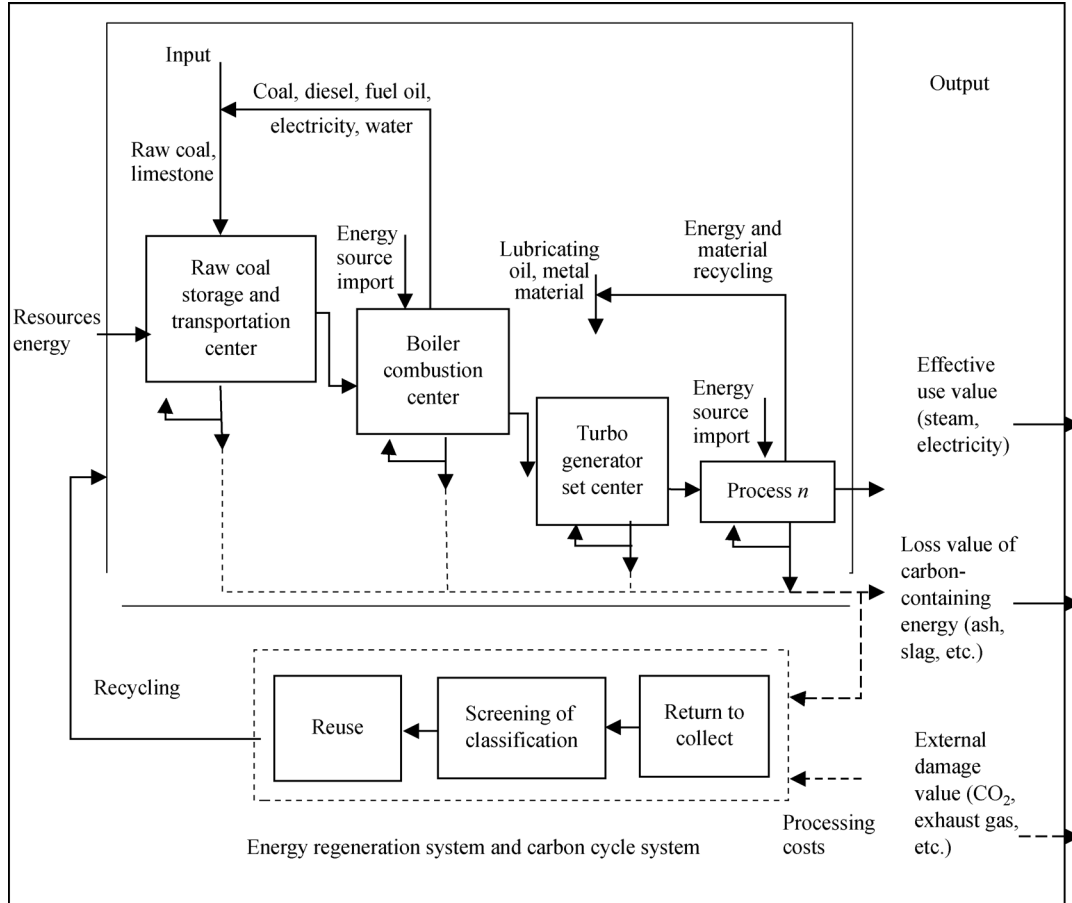 Input
Output
Coal, diesel, fuel oil,
electricity, water
Raw coal,
limestone
Resources
energy
Raw coal
storage and
transportation
center
Energy
source
import
Boiler
combustion
center
Lubricating
oil, metal
material
Energy and
material
recycling
Turbo
generator
set center
Energy
source
import
Process n
Effective
use value
(steam,
electricity)
Loss value of
carbon-
containing
energy (ash,
slag, etc.)
Recycling
Reuse
Screening of
classification
Return to
collect
External
damage
value (CO₂,
exhaust gas,
etc.)
Processing
costs
Energy regeneration system and carbon cycle system